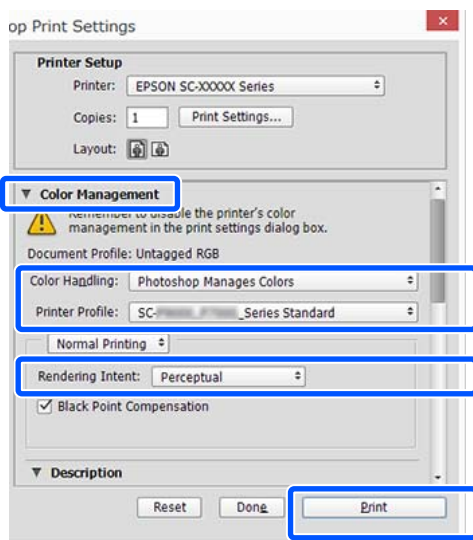 op Print Settings
Printer Setup
Printer: EPSON SC-XXXXX Series
Copies: 1 Print Settings...
Layout:
Color Management
Remember to disable the printer's color
management in the print settings dialog box.
Document Profile: Untagged RGB
Color Handling: Photoshop Manages Colors
Printer Profile: SC- _Series Standard
Normal Printing
Rendering Intent: Perceptual
Black Point Compensation
Description
Reset Done Print